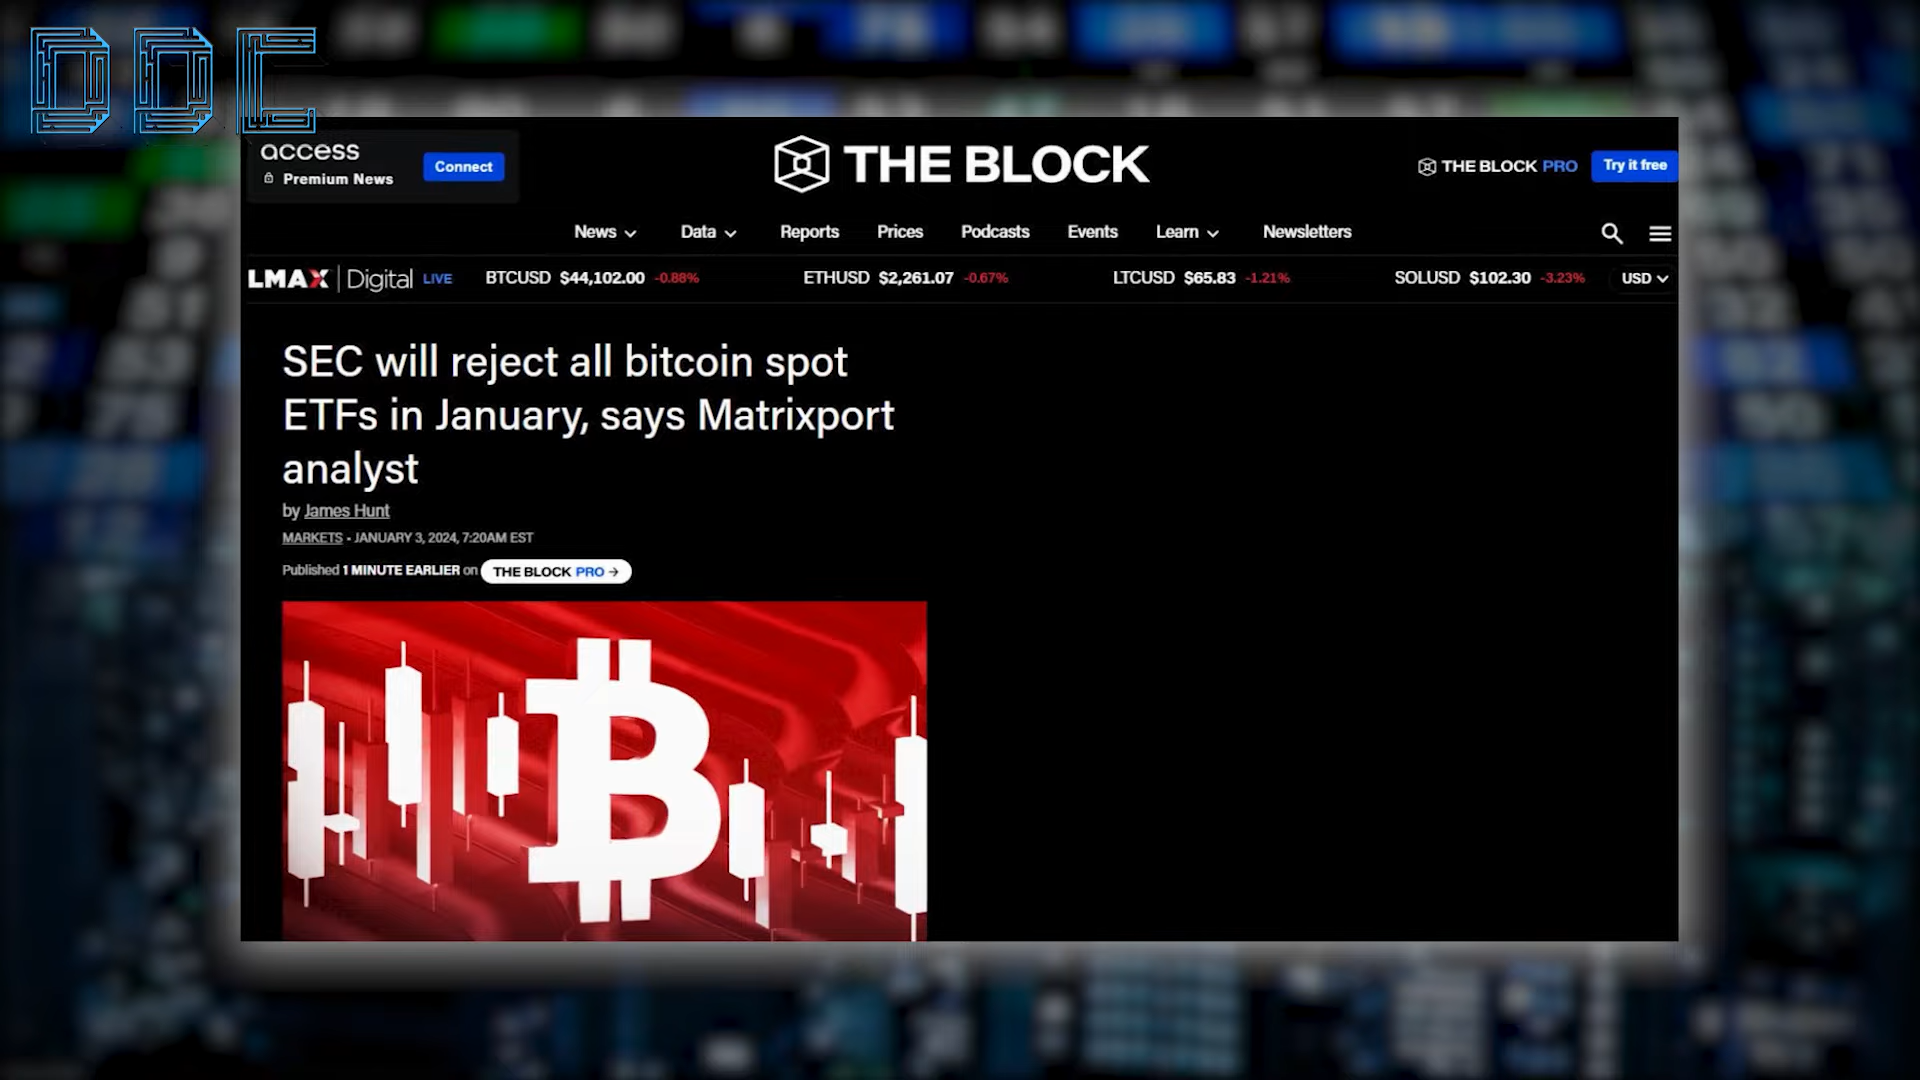 DDC
access
Premium News
Connect
THE BLOCK
THE BLOCK PRO
Try it free
News
Data
Reports
Prices
Podcasts
Events
Learn
Newsletters
LMAX Digital LIVE
BTCUSD $44,102.00 -0.88%
ETHUSD $2,261.07 -0.67%
LTCUSD $65.83 -1.21%
SOLUSD $102.30 -3.23%
USD
SEC will reject all bitcoin spot
ETFs in January, says Matrixport
analyst
by James Hunt
MARKETS • JANUARY 3, 2024, 7:20AM EST
Published 1 MINUTE EARLIER on THE BLOCK PRO →